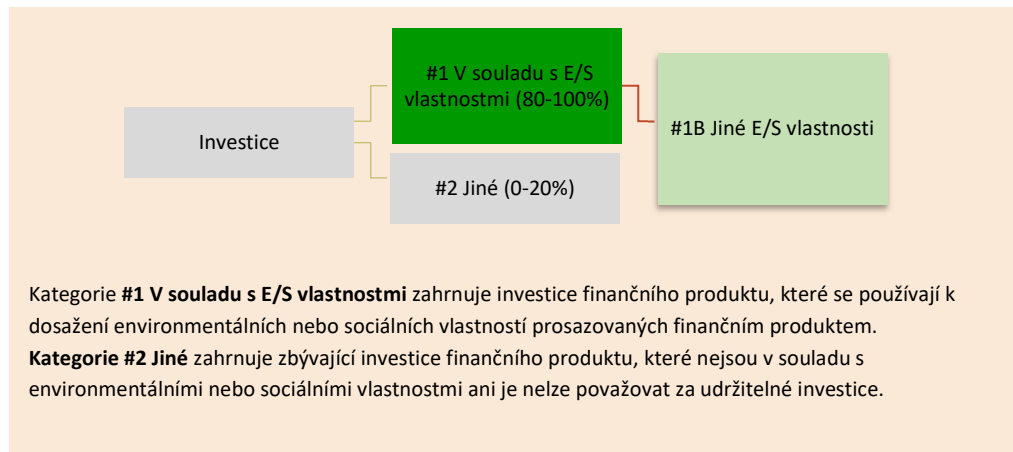 #1 V souladu s E/S
vlastnostmi (80-100%)
Investice
#1B Jiné E/S vlastnosti
#2 Jiné (0-20%)
Kategorie #1 V souladu s E/S vlastnostmi zahrnuje investice finančního produktu, které se používají k
dosažení environmentálních nebo sociálních vlastností prosazovaných finančním produktem.
Kategorie #2 Jiné zahrnuje zbývající investice finančního produktu, které nejsou v souladu s
environmentálními nebo sociálními vlastnostmi ani je nelze považovat za udržitelné investice.